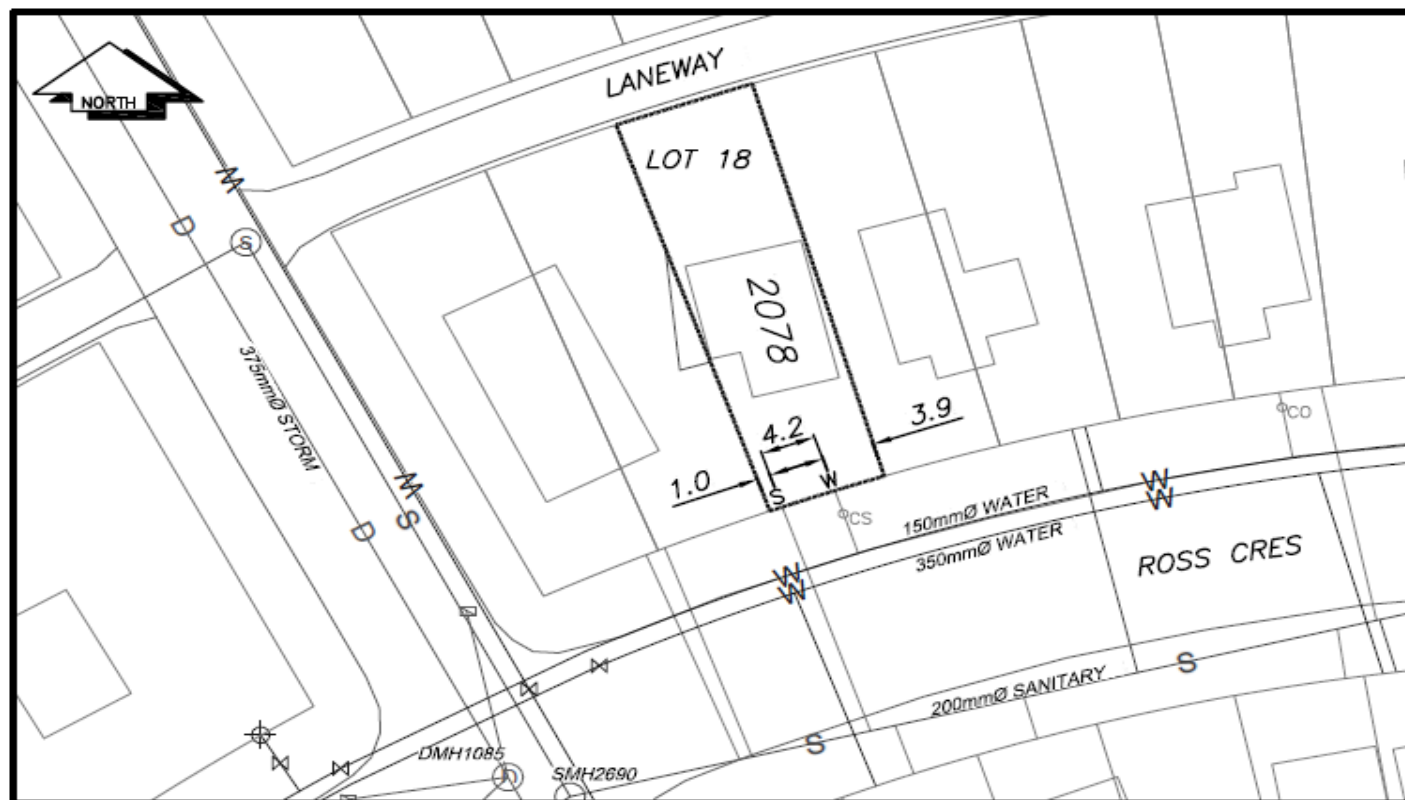 LANEWAY
NORTH
LOT 18
W
D
S
2078
375mmØ STORM
3.9
4.2
CO
1.0
S
W
W
S
D
CS
150mmØ WATER
W
W
350mmØ WATER
ROSS CRES
W
W
S
200mmØ SANITARY
S
DMH1085
SMH2690
D
S